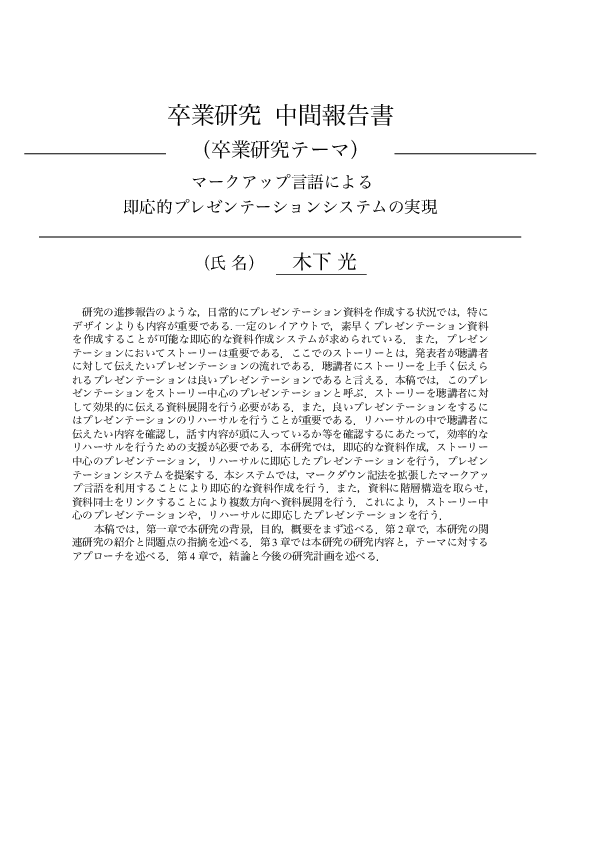 卒業研究 中間報告書
（卒業研究テーマ）
マークアップ言語による
即応的プレゼンテーションシステムの実現
（氏 名） 木下 光
研究の進捗報告のような，日常的にプレゼンテーション資料を作成する状況では，特に
デザインよりも内容が重要である．一定のレイアウトで，素早くプレゼンテーション資料
を作成することが可能な即応的な資料作成システムが求められている．また，プレゼン
テーションにおいてストーリーは重要である．ここでのストーリーとは，発表者が聴講者
に対して伝えたいプレゼンテーションの流れである．聴講者にストーリーを上手く伝えら
れるプレゼンテーションは良いプレゼンテーションであると言える．本稿では，このプレ
ゼンテーションをストーリー中心のプレゼンテーションと呼ぶ．ストーリーを聴講者に対
して効果的に伝える資料展開を行う必要がある．また，良いプレゼンテーションをするに
はプレゼンテーションのリハーサルを行うことが重要である．リハーサルの中で聴講者に
伝えたい内容を確認し，話す内容が頭に入っているか等を確認するにあたって，効率的な
リハーサルを行うための支援が必要である．本研究では，即応的な資料作成，ストーリー
中心のプレゼンテーション，リハーサルに即応したプレゼンテーションを行う，プレゼン
テーションシステムを提案する．本システムでは，マークダウン記法を拡張したマークアッ
プ言語を利用することにより即応的な資料作成を行う．また，資料に階層構造を取らせ，
資料同士をリンクすることにより複数方向へ資料展開を行う．これにより，ストーリー中
心のプレゼンテーションや，リハーサルに即応したプレゼンテーションを行う．
本稿では，第一章で本研究の背景，目的，概要をまず述べる．第 2 章で，本研究の関
連研究の紹介と問題点の指摘を述べる．第 3 章では本研究の研究内容と，テーマに対する
アプローチを述べる．第 4 章で，結論と今後の研究計画を述べる．